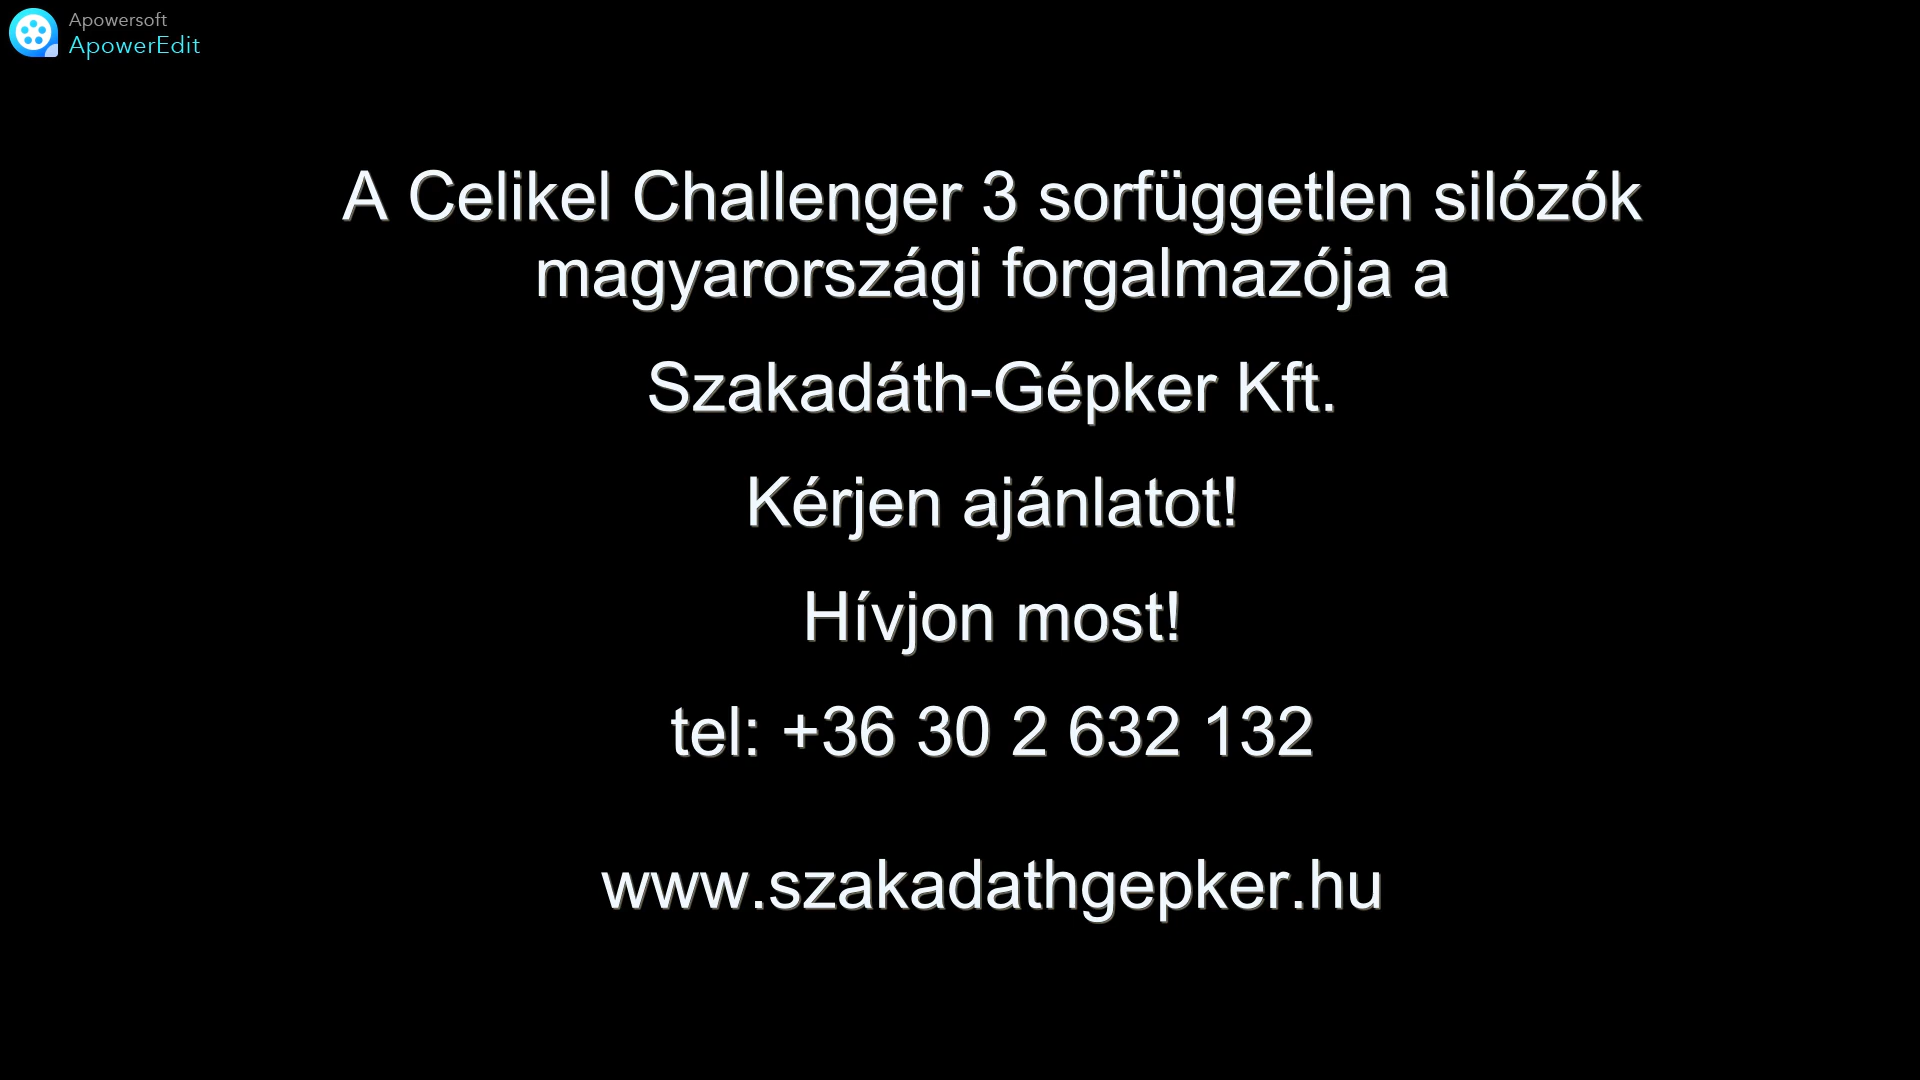 Apowersoft
ApowerEdit
A Celikel Challenger 3 sorfüggetlen silózók
magyarországi forgalmazója a
Szakadáth-Gépker Kft.
Kérjen ajánlatot!
Hívjon most!
tel: +36 30 2 632 132
www.szakadathgepker.hu